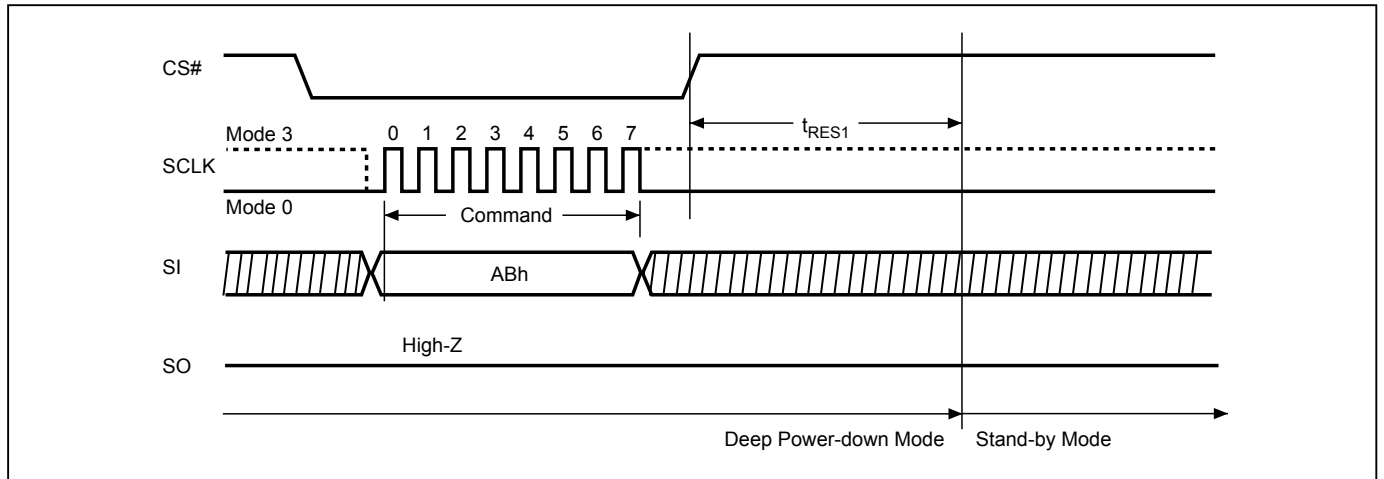 CS#
tRES1
Mode 3
0 1 2 3 4 5 6 7
SCLK
Mode 0
Command
SI
ABh
High-Z
SO
Deep Power-down Mode
Stand-by Mode